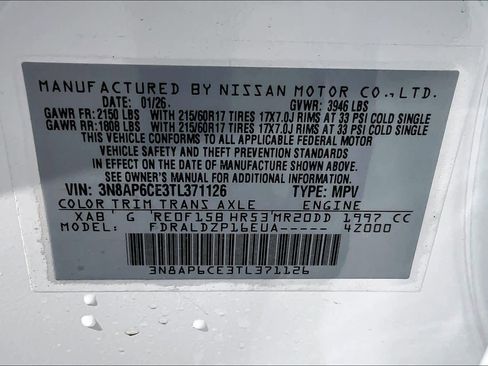 MANUFACTURED BY NISSAN MOTOR CO., LTD.
DATE: 01/26. GVWR: 3946 LBS
GAWR FR: 2150 LBS WITH 215/60R17 TIRES 17X7.0J RIMS AT 33 PSI COLD SINGLE
GAWR RR: 1808 LBS WITH 215/60R17 TIRES 17X7.0J RIMS AT 33 PSI COLD SINGLE
THIS VEHICLE CONFORMS TO ALL APPLICABLE FEDERAL MOTOR
VEHICLE SAFETY AND THEFT PREVENTION STANDARDS
IN EFFECT ON THE DATE OF MANUFACTURE SHOWN ABOVE.
SEE OWNER'S MANUAL FOR ADDITIONAL INFORMATION.
VIN: 3N8AP6CE3TL371126 TYPE: MPV
COLOR TRIM TRANS AXLE ENGINE
XAB' G 'RE0F15B HR53'MR20DD 1997 CC
MODEL: FDRALDZP16EUA----- 4Z000
3N8AP6CE3TL371126